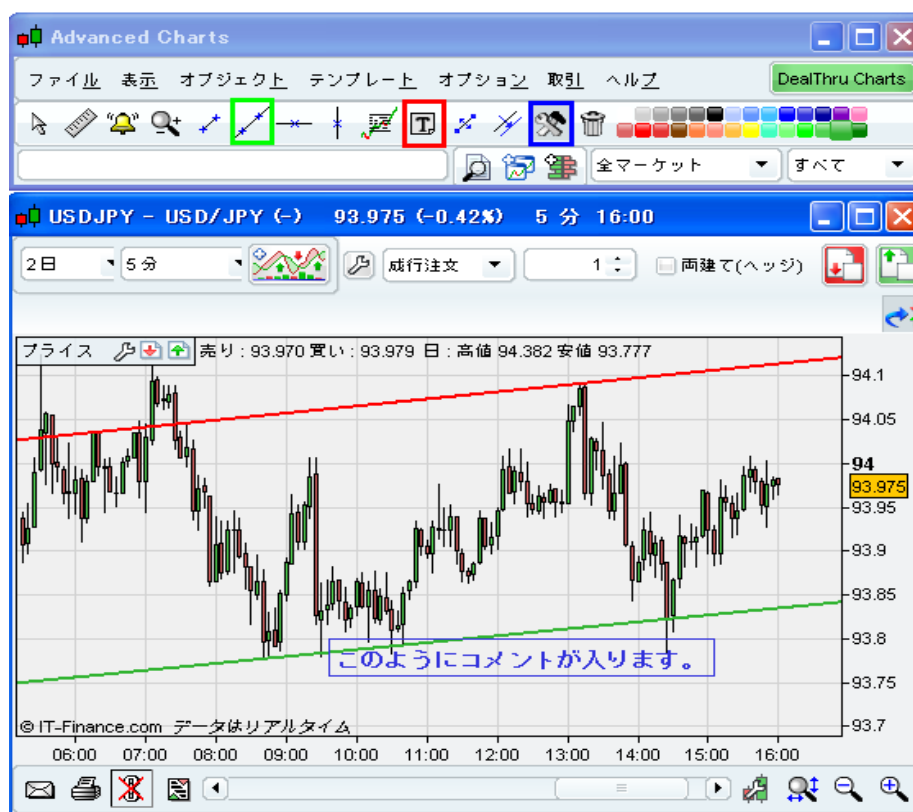 Advanced Charts
ファイル 表示 オブジェクト テンプレート オプション 取引 ヘルプ DealThru Charts
全マーケット すべて
USDJPY - USD/JPY (-) 93.975 (-0.42%) 5 分 16:00
2日 5分 成行注文 1 両建て(ヘッジ)
プライス 売り : 93.970 買い : 93.979 日 : 高値 94.382 安値 93.777
94.1
94.05
94
93.975
93.95
93.9
93.85
93.8
このようにコメントが入ります。
93.75
© IT-Finance.com データはリアルタイム
93.7
06:00 07:00 08:00 09:00 10:00 11:00 12:00 13:00 14:00 15:00 16:00